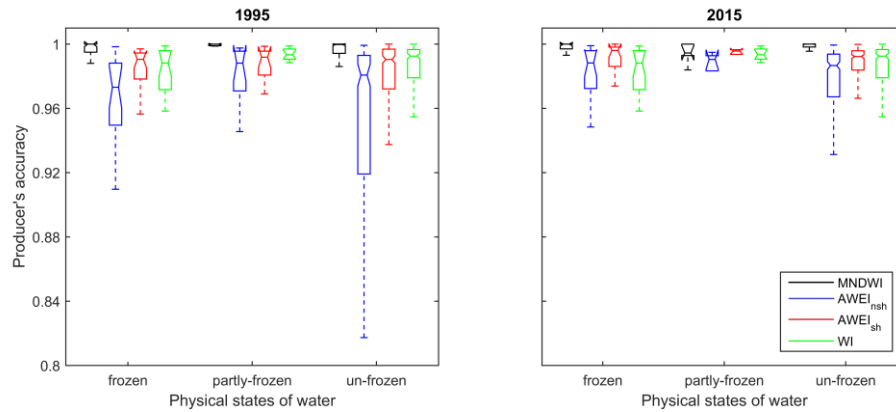 1995
2015
Producer's accuracy
1
0.96
0.92
0.88
0.84
0.8
frozen partly-frozen un-frozen
Physical states of water
frozen partly-frozen un-frozen
Physical states of water
MNDWI
AWEInsh
AWEIsh
WI